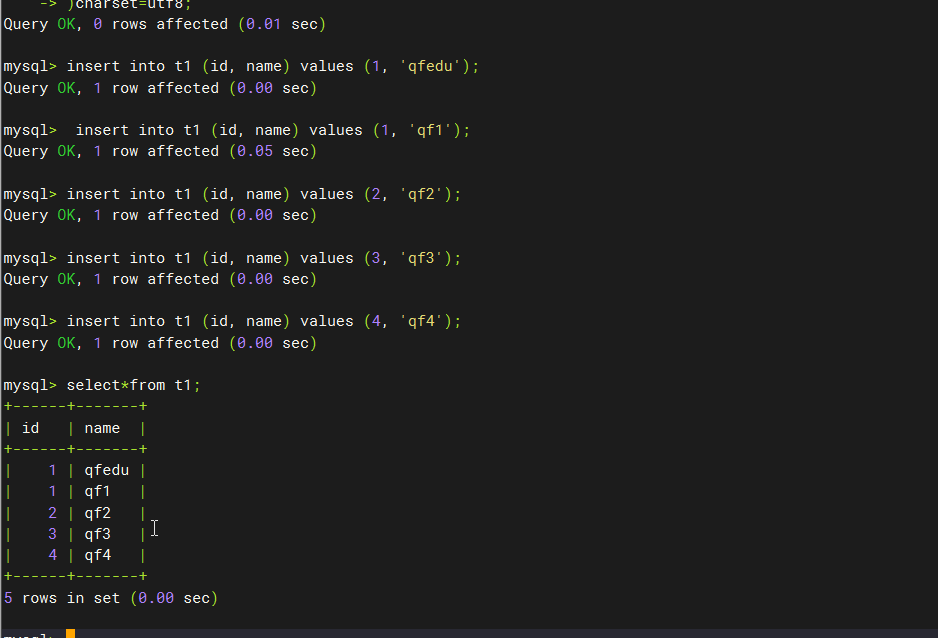 -> )charset=utf8;
Query OK, 0 rows affected (0.01 sec)
mysql> insert into t1 (id, name) values (1, 'qfedu');
Query OK, 1 row affected (0.00 sec)
mysql>  insert into t1 (id, name) values (1, 'qf1');
Query OK, 1 row affected (0.05 sec)
mysql> insert into t1 (id, name) values (2, 'qf2');
Query OK, 1 row affected (0.00 sec)
mysql> insert into t1 (id, name) values (3, 'qf3');
Query OK, 1 row affected (0.00 sec)
mysql> insert into t1 (id, name) values (4, 'qf4');
Query OK, 1 row affected (0.00 sec)
mysql> select*from t1;
+------+-------+
| id   | name  |
+------+-------+
|    1 | qfedu |
|    1 | qf1   |
|    2 | qf2   |
|    3 | qf3   |
|    4 | qf4   |
+------+-------+
5 rows in set (0.00 sec)
mysql>